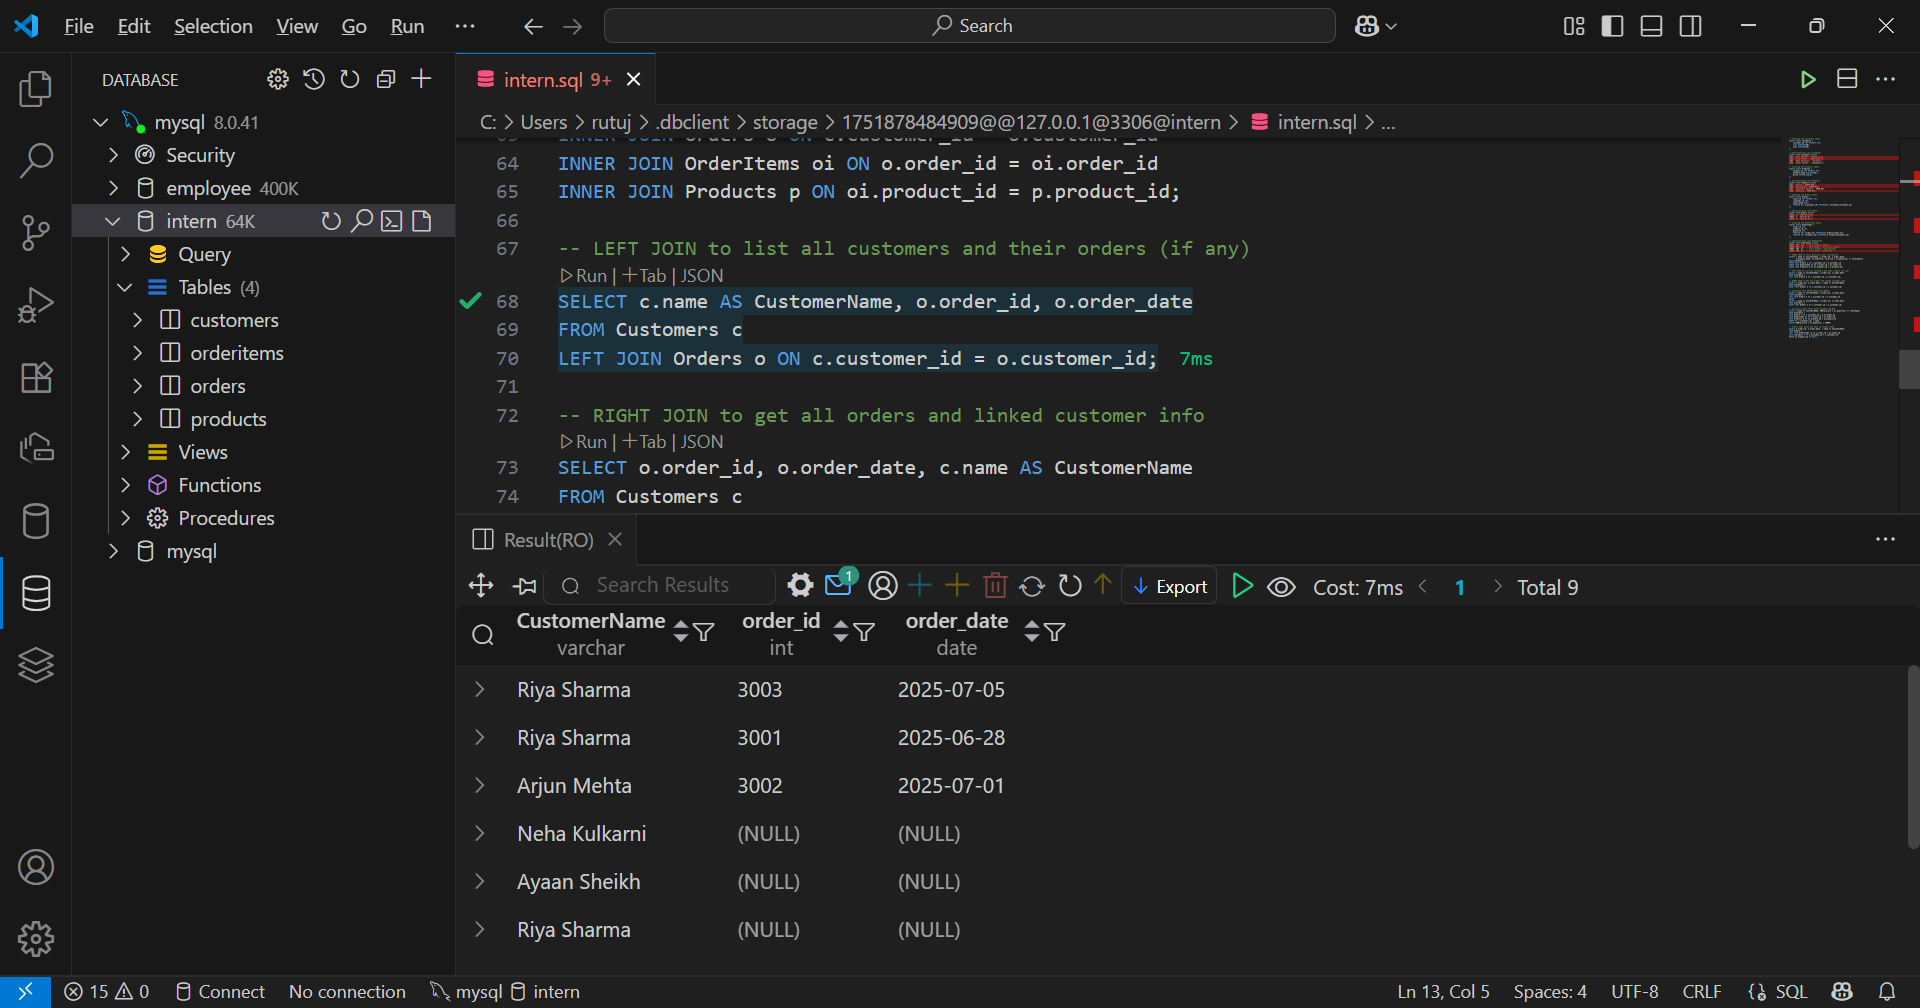 File Edit Selection View Go Run ··· Search
DATABASE
mysql 8.0.41
Security
employee 400K
intern 64K
Query
Tables (4)
customers
orderitems
orders
products
Views
Functions
Procedures
mysql
intern.sql 9+
C: > Users > rutuj > .dbclient > storage > 1751878484909@@127.0.0.1@3306@intern > intern.sql > ...
64 INNER JOIN OrderItems oi ON o.order_id = oi.order_id
65 INNER JOIN Products p ON oi.product_id = p.product_id;
66
67 -- LEFT JOIN to list all customers and their orders (if any)
Run | Tab | JSON
68 SELECT c.name AS CustomerName, o.order_id, o.order_date
69 FROM Customers c
70 LEFT JOIN Orders o ON c.customer_id = o.customer_id; 7ms
71
72 -- RIGHT JOIN to get all orders and linked customer info
Run | Tab | JSON
73 SELECT o.order_id, o.order_date, c.name AS CustomerName
74 FROM Customers c
Result(RO)
Search Results 1 Export Cost: 7ms < 1 > Total 9
CustomerName order_id order_date
varchar int date
Riya Sharma 3003 2025-07-05
Riya Sharma 3001 2025-06-28
Arjun Mehta 3002 2025-07-01
Neha Kulkarni (NULL) (NULL)
Ayaan Sheikh (NULL) (NULL)
Riya Sharma (NULL) (NULL)
15 0 Connect No connection mysql intern Ln 13, Col 5 Spaces: 4 UTF-8 CRLF SQL